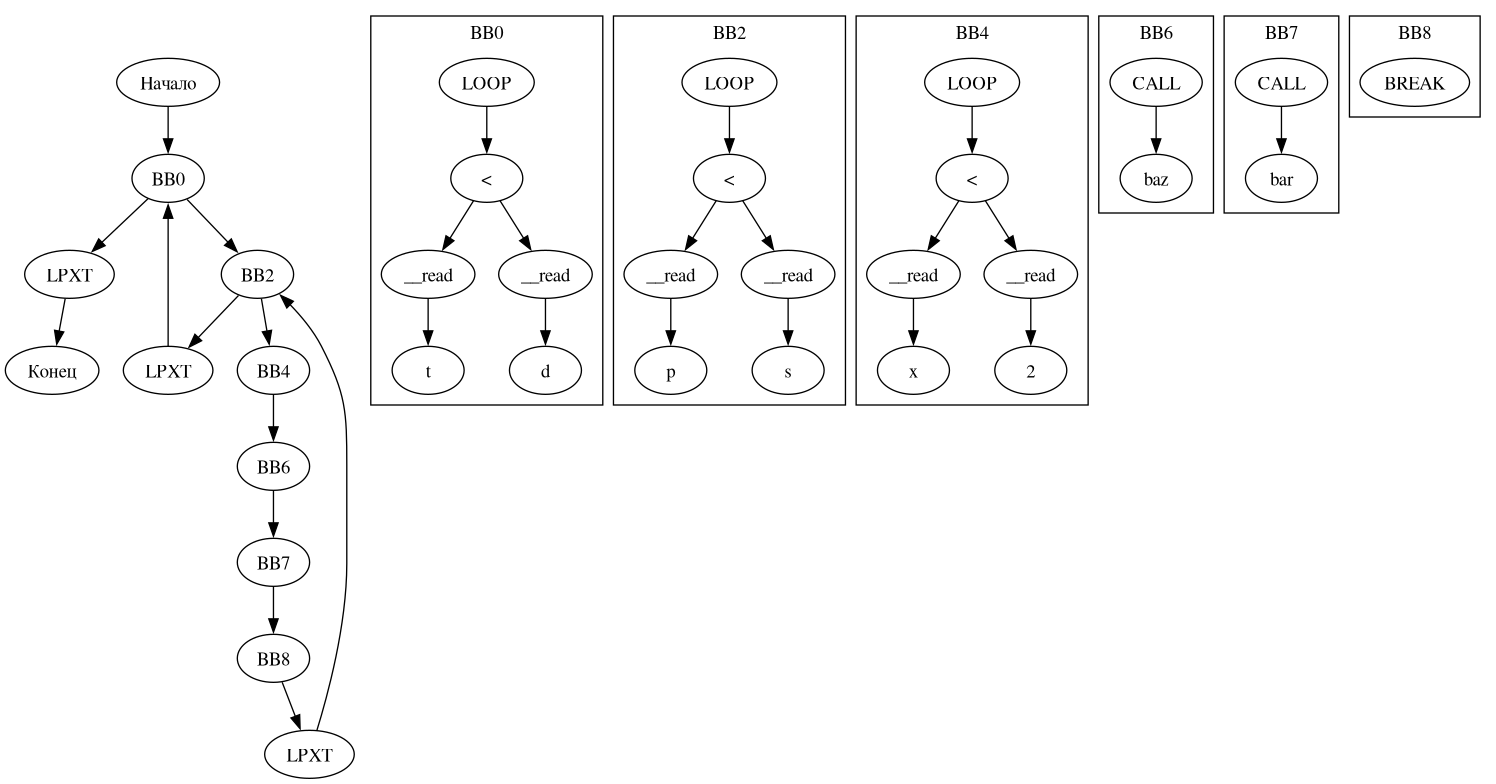 Начало
BB0
LPXT
BB2
Конец
LPXT
BB4
BB6
BB7
BB8
LPXT
BB0
LOOP
<
__read
__read
t
d
BB2
LOOP
<
__read
__read
p
s
BB4
LOOP
<
__read
__read
x
2
BB6
CALL
baz
BB7
CALL
bar
BB8
BREAK